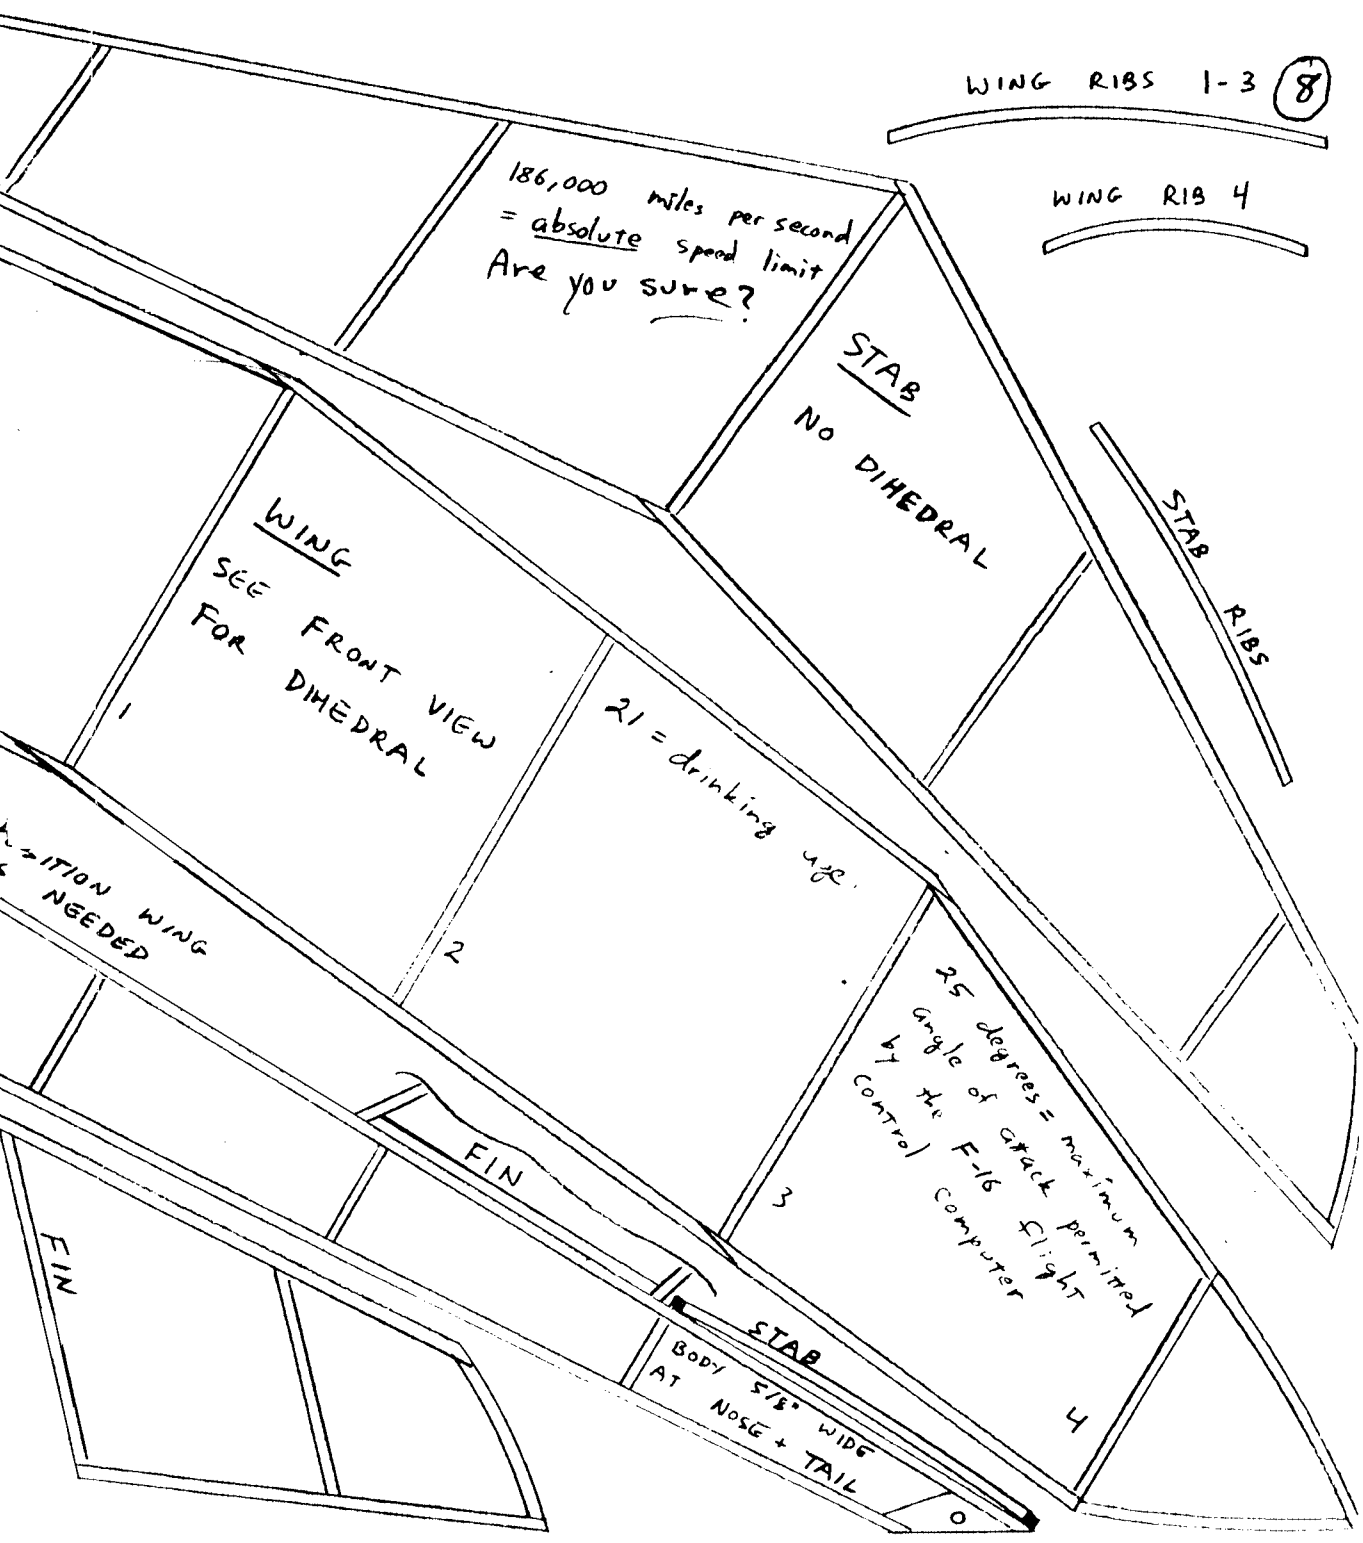 WING RIBS 1-3 8
WING RIB 4
186,000 miles per second
= absolute speed limit
Are you sure?
STAB
NO DIHEDRAL
STAB RIBS
WING
SEE FRONT VIEW
FOR DIHEDRAL
1
21 = drinking age.
2
SITION WING
NEEDED
25 degrees = maximum
angle of attack permitted
by the F-16 flight
control computer
3
FIN
FIN
STAB
BODY 5/8" WIDE
AT NOSE + TAIL
4